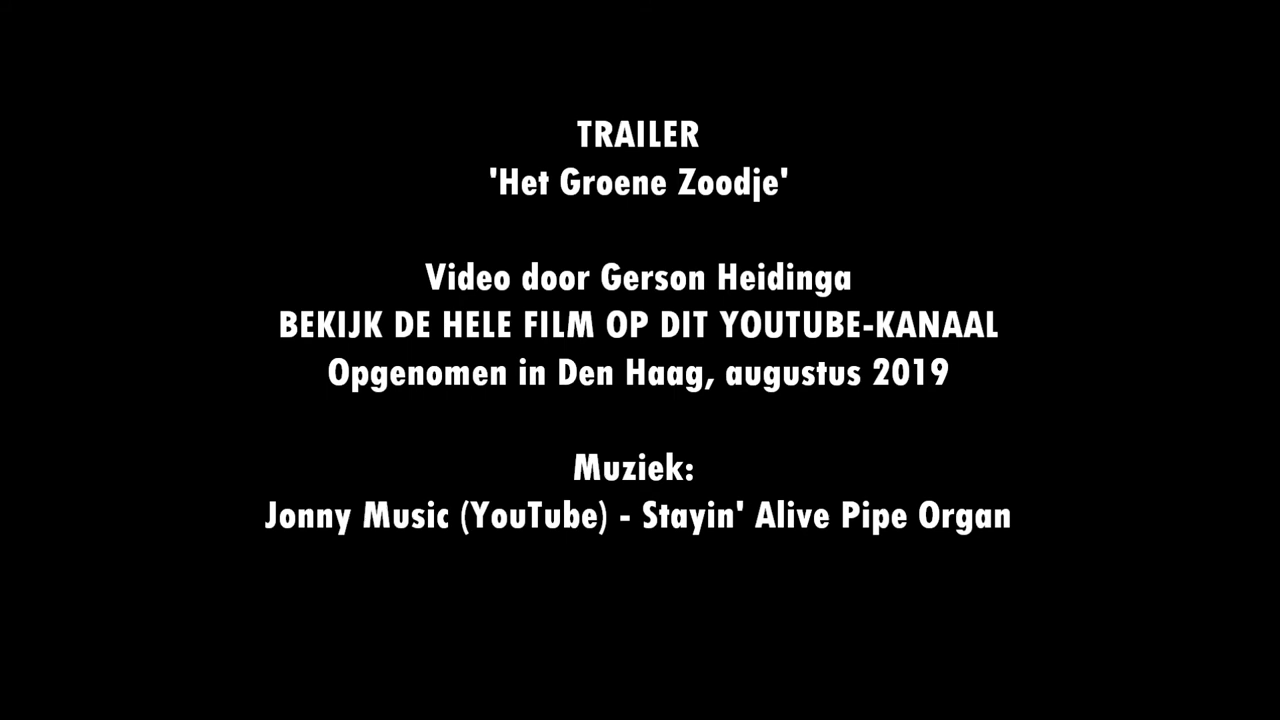 TRAILER
'Het Groene Zoodje'
Video door Gerson Heidinga
BEKIJK DE HELE FILM OP DIT YOUTUBE-KANAAL
Opgenomen in Den Haag, augustus 2019
Muziek:
Jonny Music (YouTube) - Stayin' Alive Pipe Organ